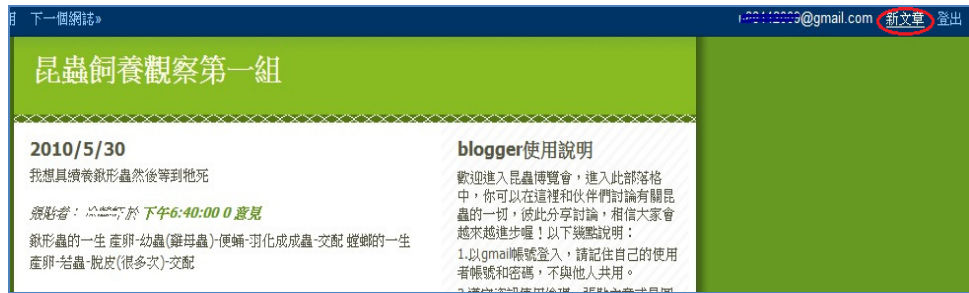 下一個網誌»
@gmail.com 新文章 登出
昆蟲飼養觀察第一組
2010/5/30
我想具續養鍬形蟲然後等到牠死
張貼者： 於 下午6:40:00 0 意見
鍬形蟲的一生 產卵-幼蟲(雞母蟲)-便蛹-羽化成成蟲-交配 螳螂的一生
產卵-若蟲-脫皮(很多次)-交配
blogger使用說明
歡迎進入昆蟲博覽會，進入此部落格
中，你可以在這裡和伙伴們討論有關昆
蟲的一切，彼此分享討論，相信大家會
越來越進步喔！以下幾點說明：
1.以gmail帳號登入，請記住自己的使用
者帳號和密碼，不與他人共用。